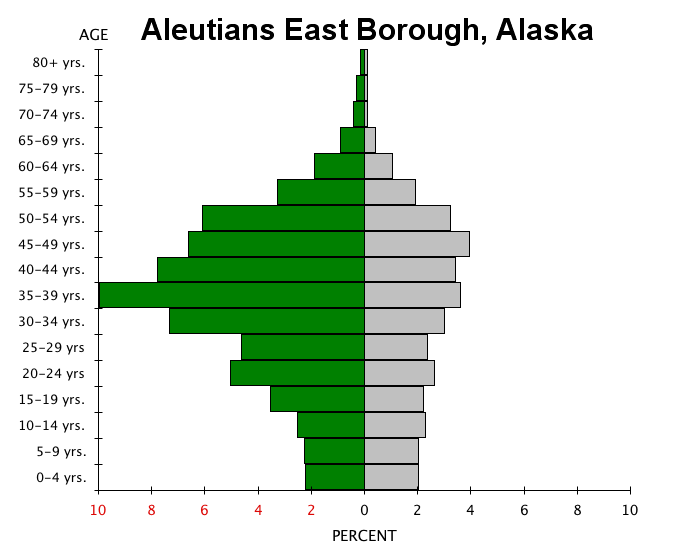 Aleutians East Borough, Alaska
AGE
80+ yrs.
75-79 yrs.
70-74 yrs.
65-69 yrs.
60-64 yrs.
55-59 yrs.
50-54 yrs.
45-49 yrs.
40-44 yrs.
35-39 yrs.
30-34 yrs.
25-29 yrs
20-24 yrs
15-19 yrs.
10-14 yrs.
5-9 yrs.
0-4 yrs.
10 8 6 4 2 0 2 4 6 8 10
PERCENT